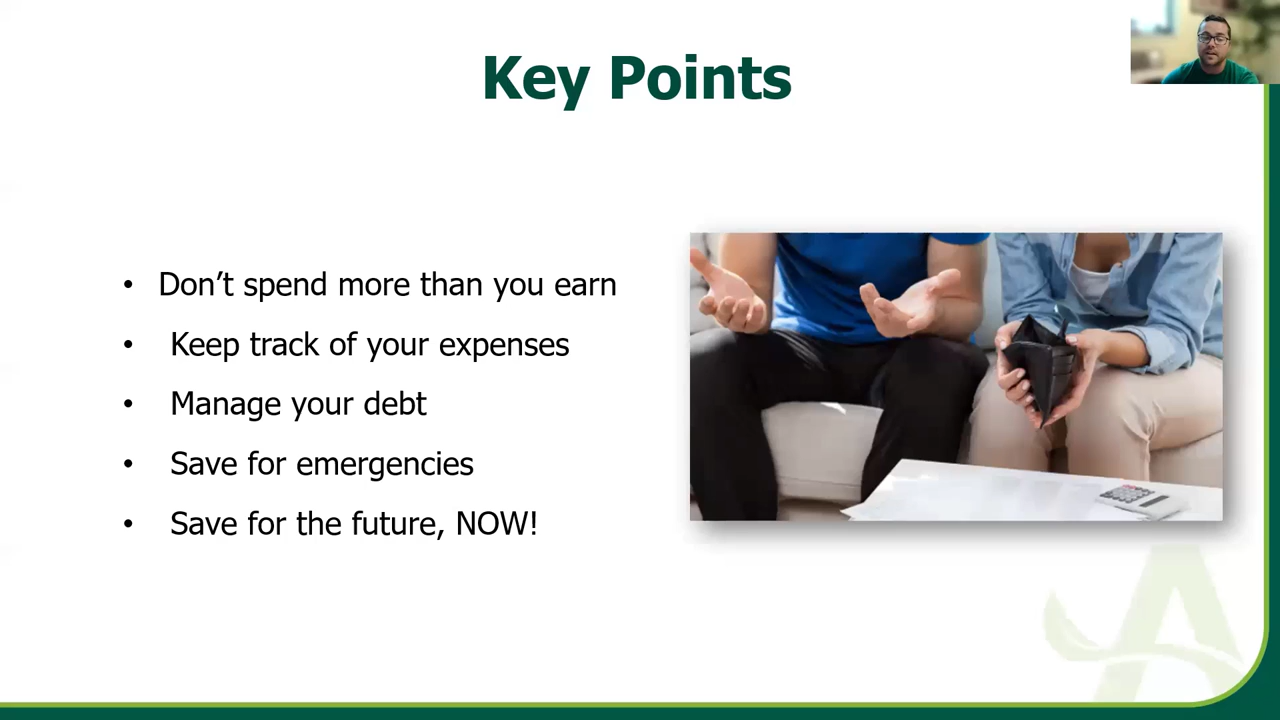 Key Points
• Don’t spend more than you earn
• Keep track of your expenses
• Manage your debt
• Save for emergencies
• Save for the future, NOW!